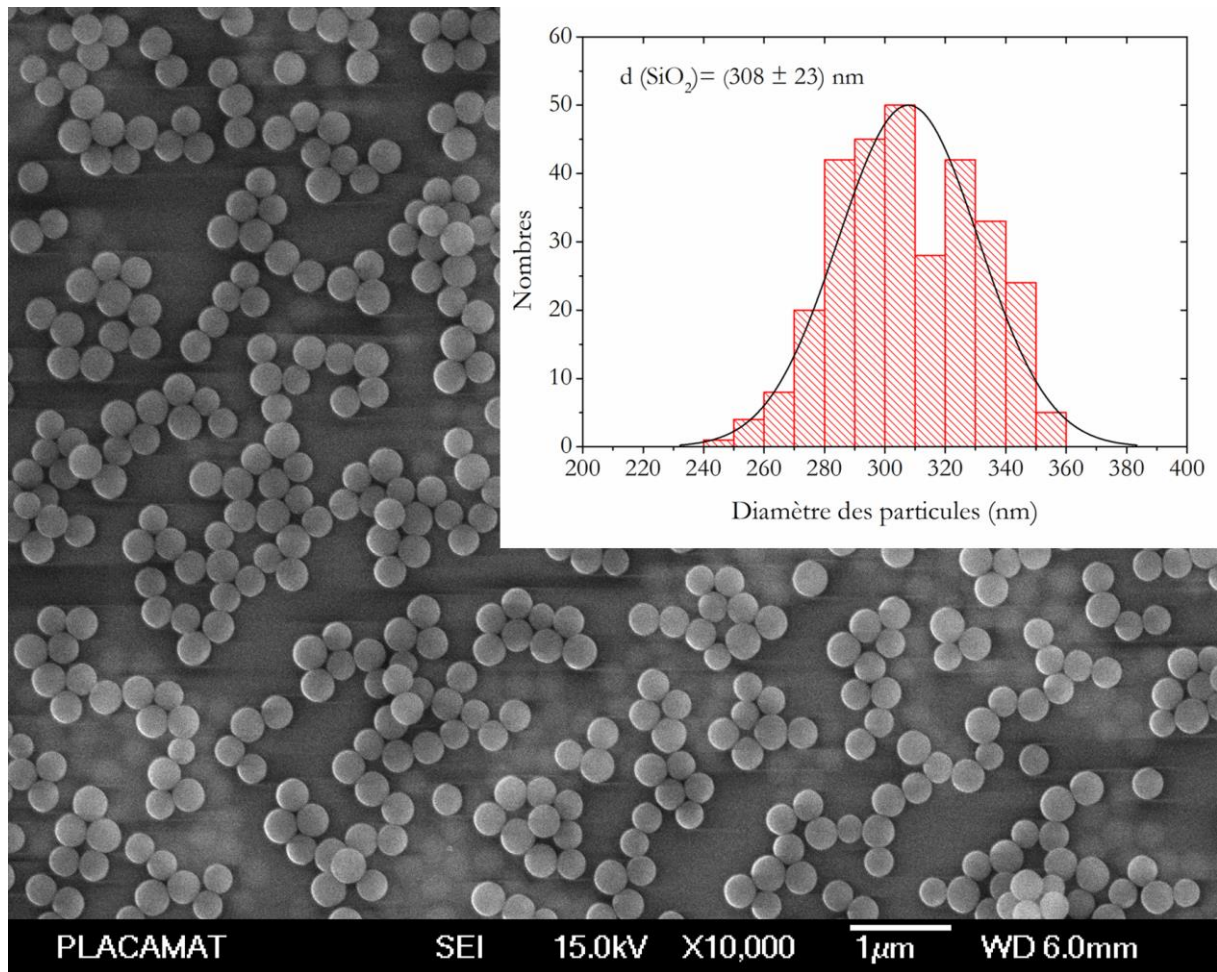 d (SiO₂)= (308 ± 23) nm
60
50
40
30
20
10
0
Nombres
200 220 240 260 280 300 320 340 360 380 400
Diamètre des particules (nm)
PLACAMAT SEI 15.0kV X10,000 1μm WD 6.0mm